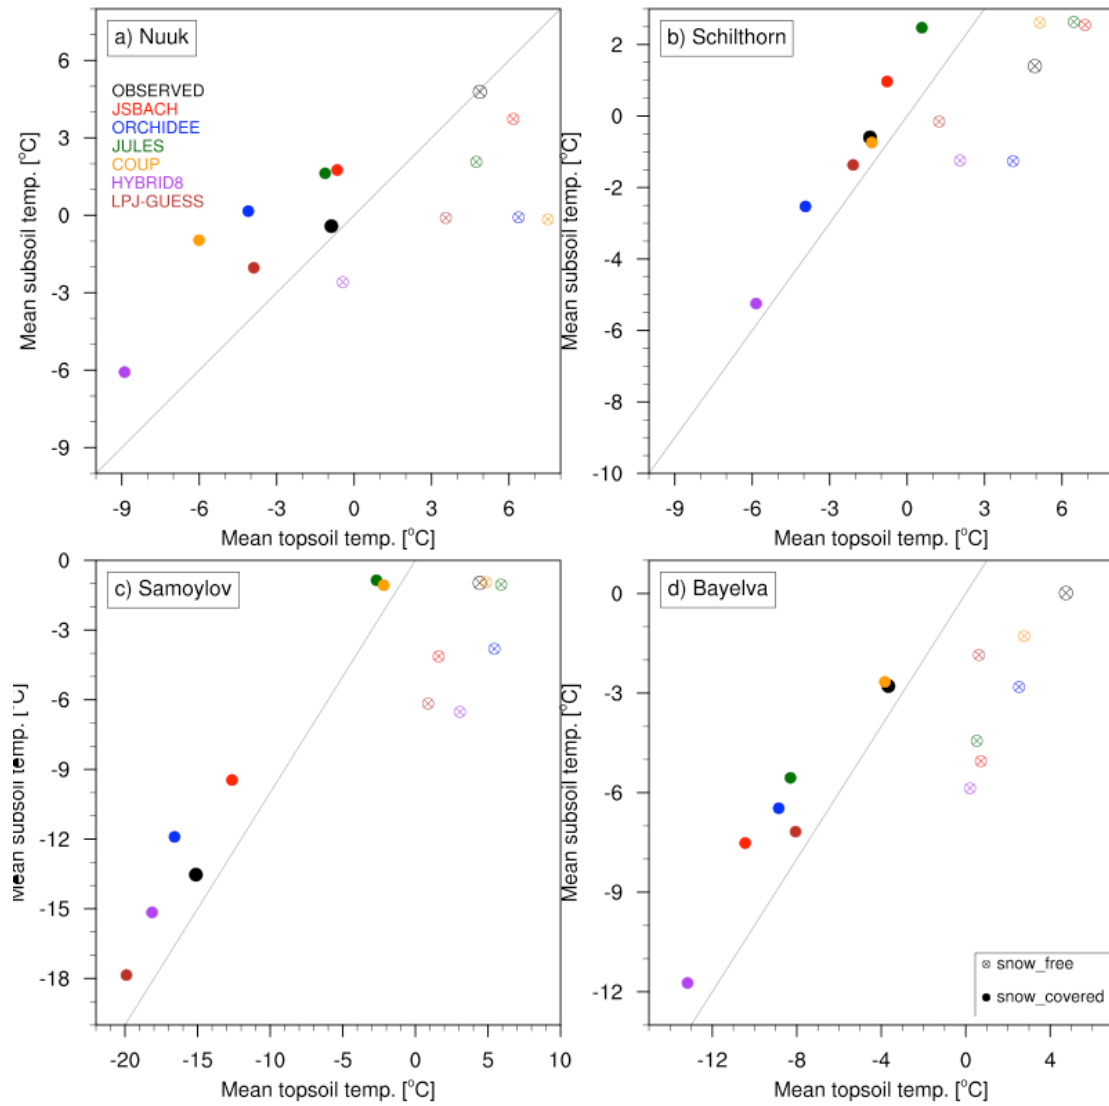 a) Nuuk
OBSERVED
JSBACH
ORCHIDEE
JULES
COUP
HYBRID8
LPJ-GUESS
6
3
0
-3
-6
-9
Mean subsoil temp. [°C]
-9 -6 -3 0 3 6
Mean topsoil temp. [°C]
b) Schilthorn
2
0
-2
-4
-6
-8
-10
Mean subsoil temp. [°C]
-9 -6 -3 0 3 6
Mean topsoil temp. [°C]
c) Samoylov
0
-3
-6
-9
-12
-15
-18
Mean subsoil temp. [°C]
-20 -15 -10 -5 0 5 10
Mean topsoil temp. [°C]
d) Bayelva
0
-3
-6
-9
-12
Mean subsoil temp. [°C]
snow_free
snow_covered
-12 -8 -4 0 4
Mean topsoil temp. [°C]